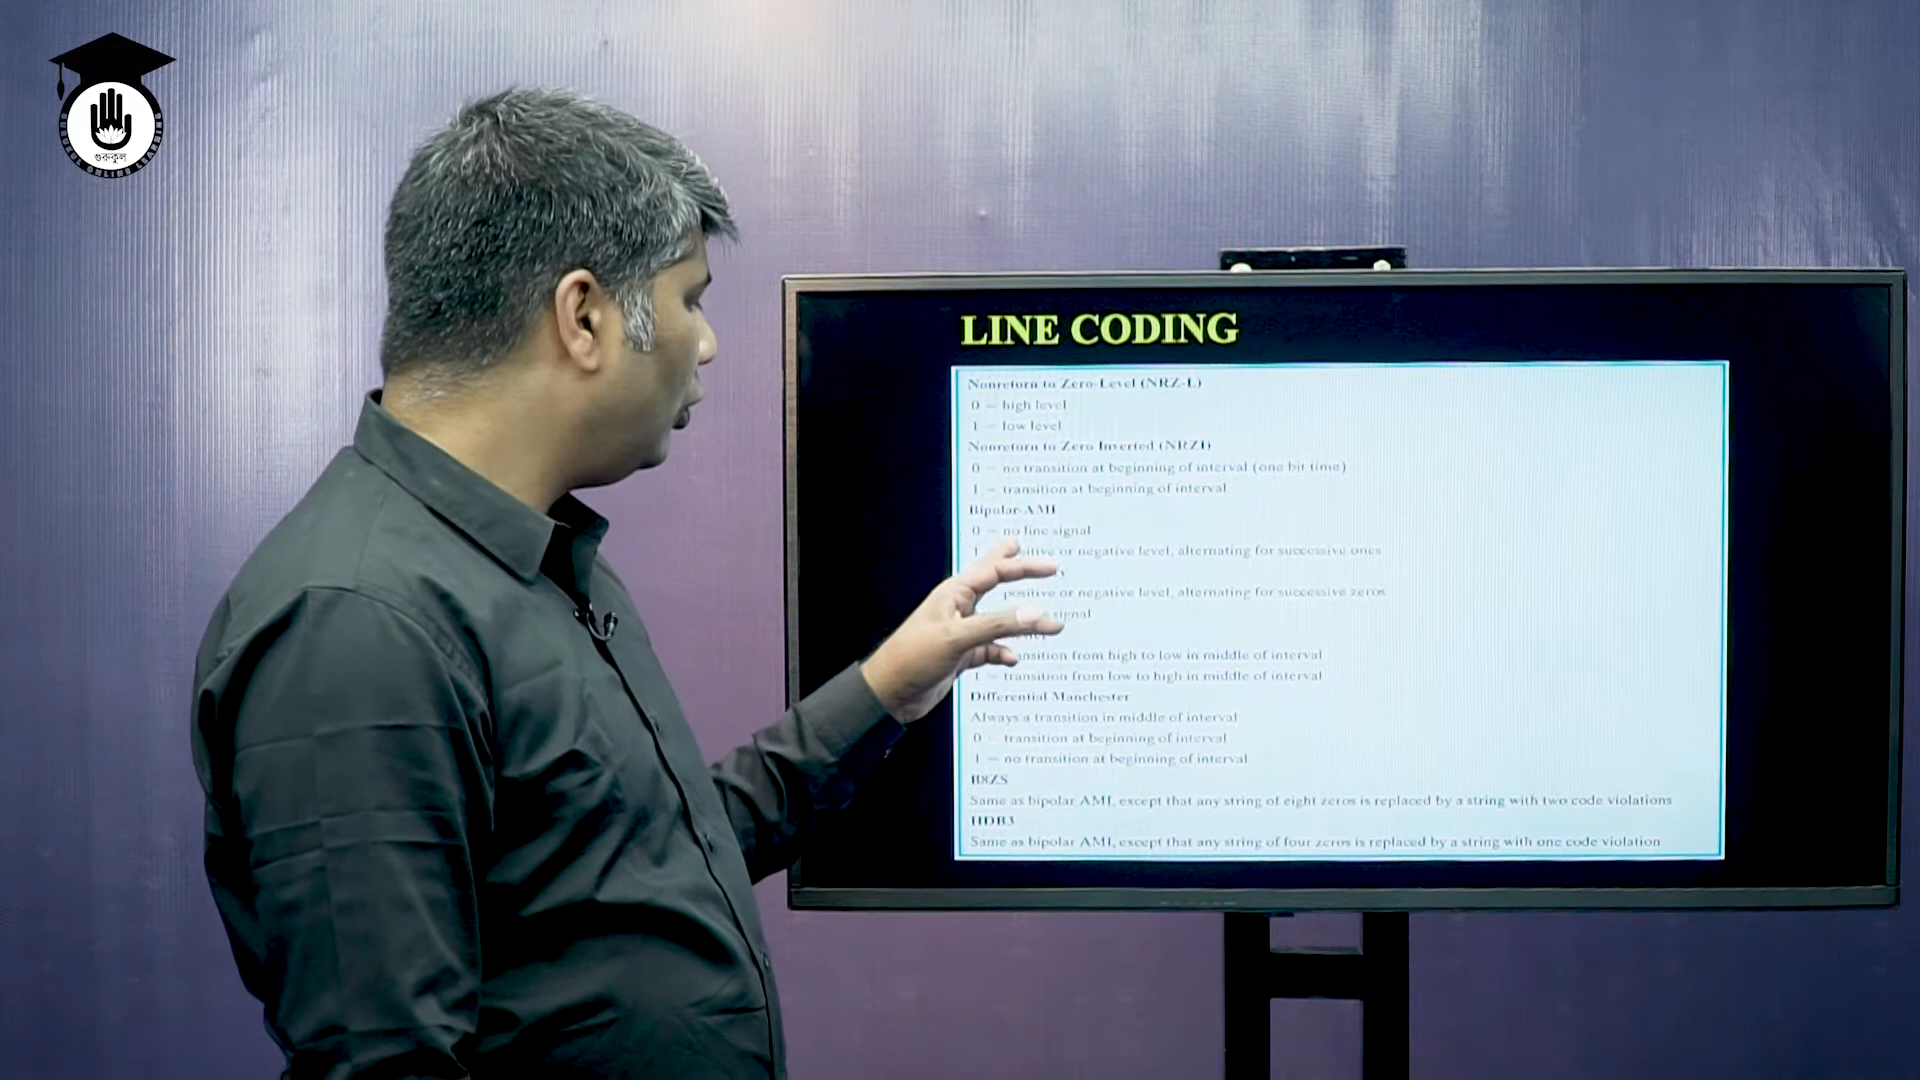 গুরুকুল
GURUKUL ONLINE LEARNING
LINE CODING
Nonreturn to Zero-Level (NRZ-L)
0 = high level
1 = low level
Nonreturn to Zero Inverted (NRZI)
0 = no transition at beginning of interval (one bit time)
1 = transition at beginning of interval
Bipolar-AMI
0 = no line signal
1 or negative level, alternating for successive ones
positive or negative level, alternating for successive zeros
signal
from high to low in middle of interval
1 = transition from low to high in middle of interval
Differential Manchester
Always a transition in middle of interval
0 = transition at beginning of interval
1 = no transition at beginning of interval
B8ZS
Same as bipolar AMI, except that any string of eight zeros is replaced by a string with two code violations
HDB3
Same as bipolar AMI, except that any string of four zeros is replaced by a string with one code violation